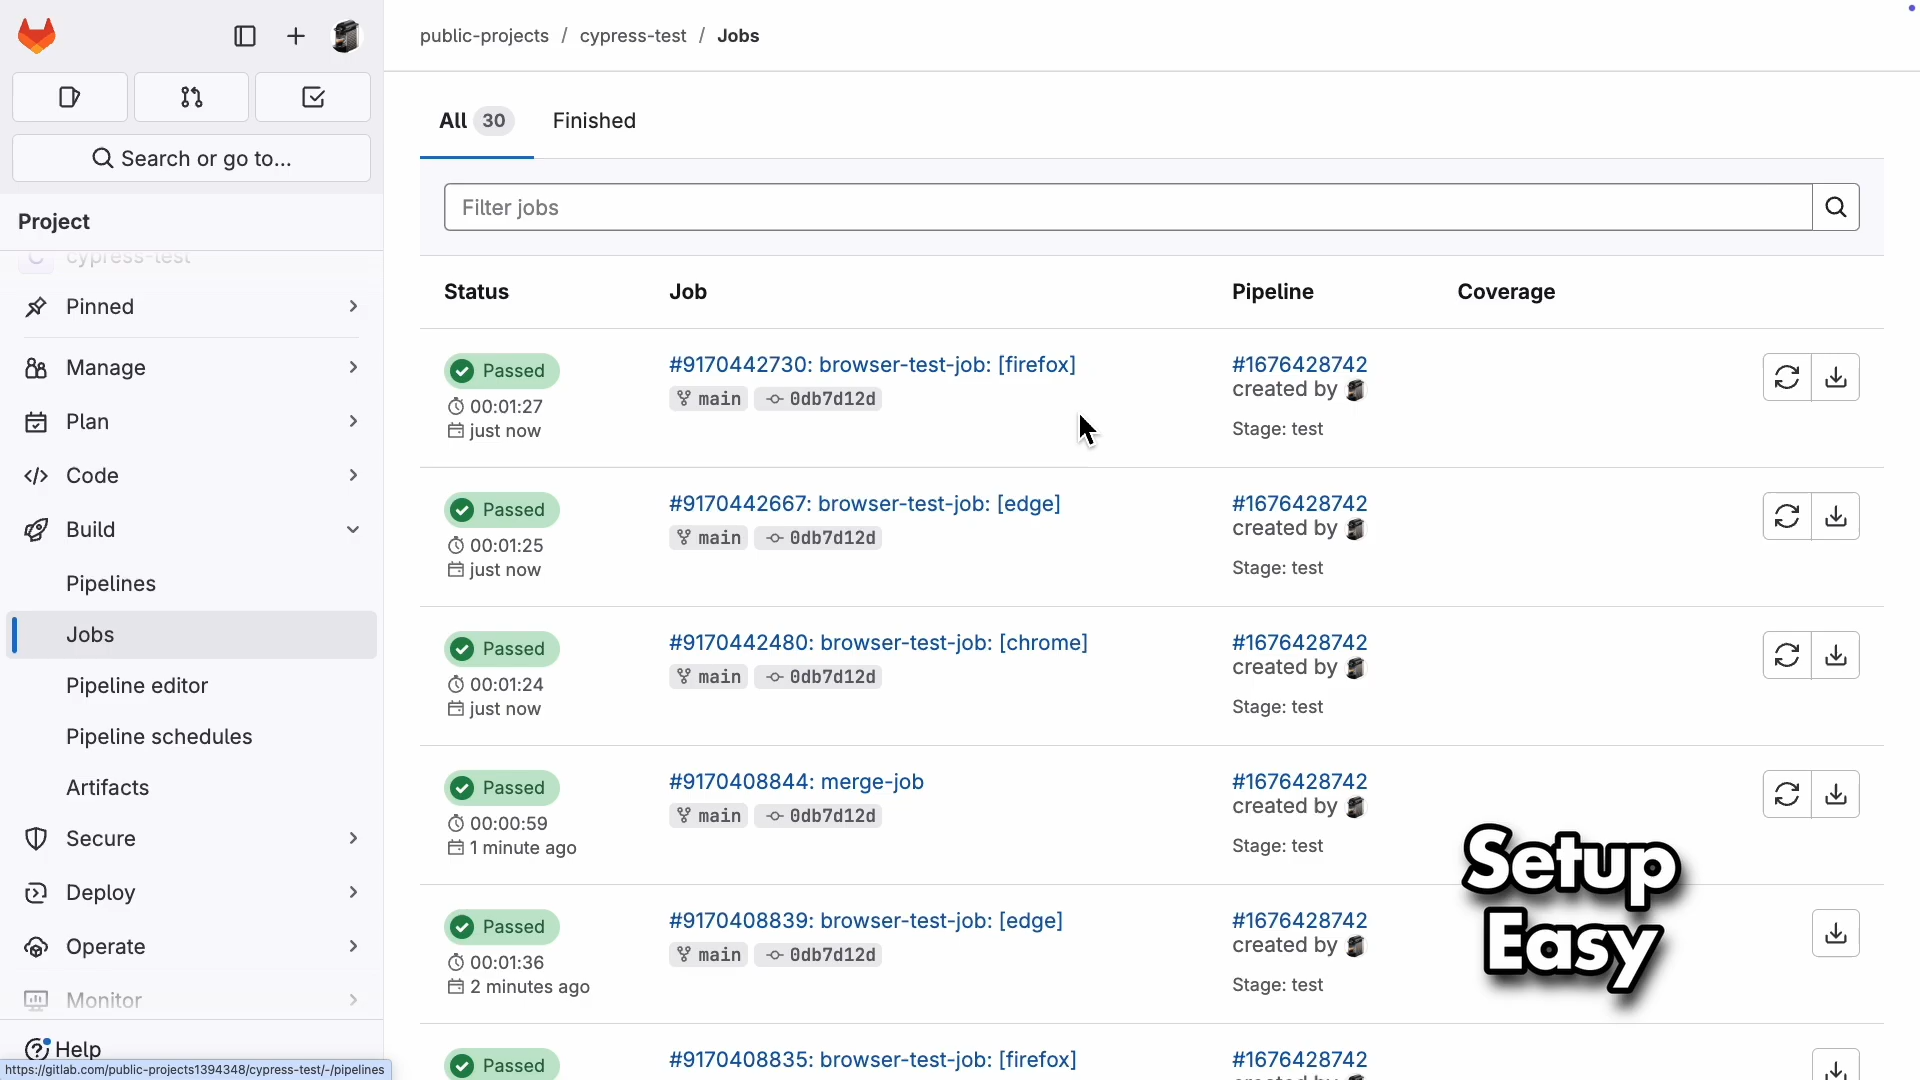 public-projects / cypress-test / Jobs
Search or go to...
Project
cypress-test
Pinned
Manage
Plan
Code
Build
Pipelines
Jobs
Pipeline editor
Pipeline schedules
Artifacts
Secure
Deploy
Operate
Monitor
Help
https://gitlab.com/public-projects1394348/cypress-test/-/pipelines
All 30 Finished
Filter jobs
Status Job Pipeline Coverage
Passed #9170442730: browser-test-job: [firefox] #1676428742
00:01:27 main 0db7d12d created by
just now Stage: test
Passed #9170442667: browser-test-job: [edge] #1676428742
00:01:25 main 0db7d12d created by
just now Stage: test
Passed #9170442480: browser-test-job: [chrome] #1676428742
00:01:24 main 0db7d12d created by
just now Stage: test
Passed #9170408844: merge-job #1676428742
00:00:59 main 0db7d12d created by
1 minute ago Stage: test
Passed #9170408839: browser-test-job: [edge] #1676428742
00:01:36 main 0db7d12d created by
2 minutes ago Stage: test
Passed #9170408835: browser-test-job: [firefox] #1676428742
Setup
Easy